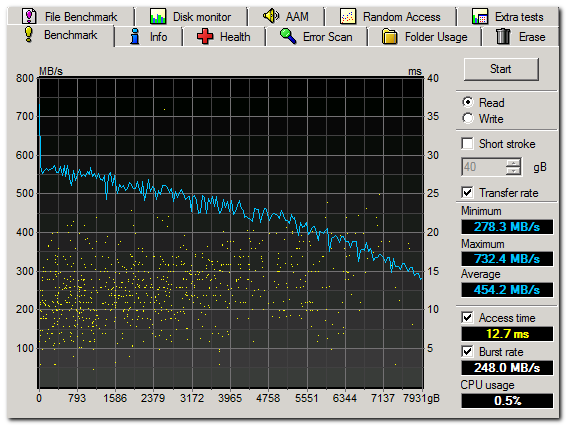 File Benchmark Disk monitor AAM Random Access Extra tests
Benchmark Info Health Error Scan Folder Usage Erase
MB/s ms
800 40
700 35
600 30
500 25
400 20
300 15
200 10
100 5
0 793 1586 2379 3172 3965 4758 5551 6344 7137 7931gB
Start
Read
Write
Short stroke
40 gB
Transfer rate
Minimum
278.3 MB/s
Maximum
732.4 MB/s
Average
454.2 MB/s
Access time
12.7 ms
Burst rate
248.0 MB/s
CPU usage
0.5%